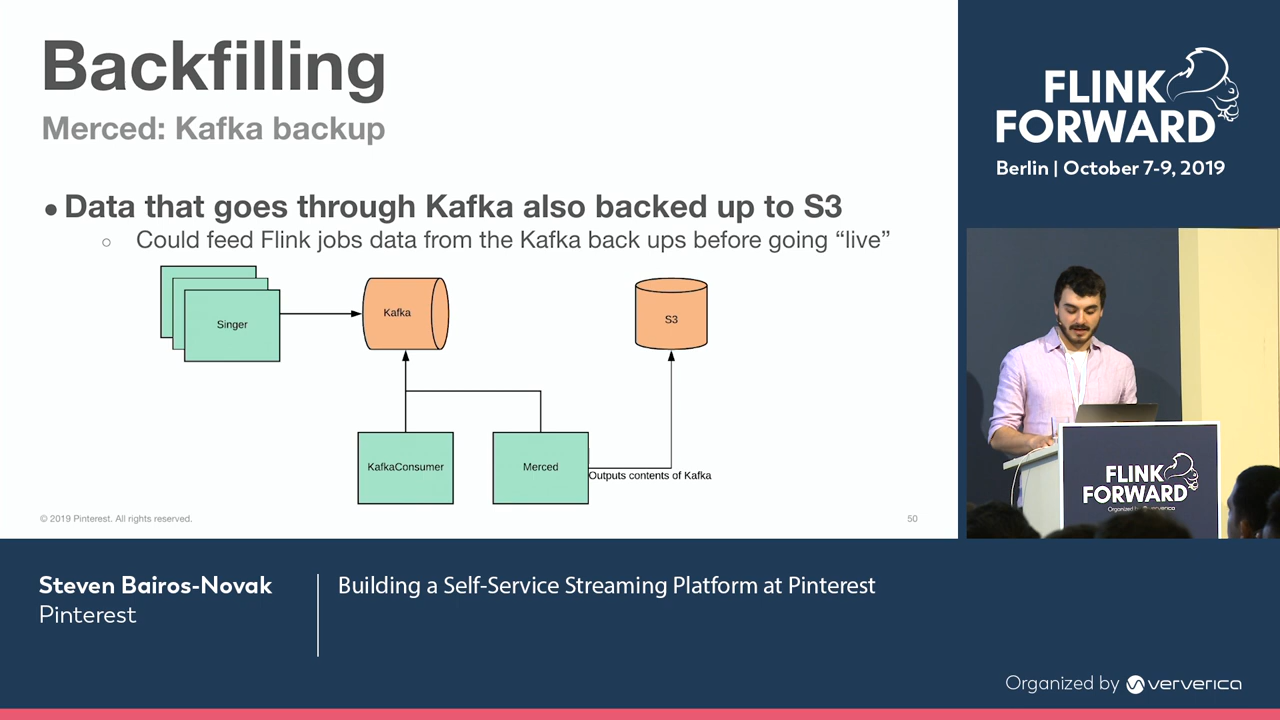 Backfilling
Merced: Kafka backup
• Data that goes through Kafka also backed up to S3
○ Could feed Flink jobs data from the Kafka back ups before going “live”
Singer
Kafka
S3
KafkaConsumer
Merced
Outputs contents of Kafka
© 2019 Pinterest. All rights reserved.
50
FLINK
FORWARD
Berlin | October 7-9, 2019
FLINK
FORWARD
Organized by ververica
Steven Bairos-Novak
Pinterest
Building a Self-Service Streaming Platform at Pinterest
Organized by ververica